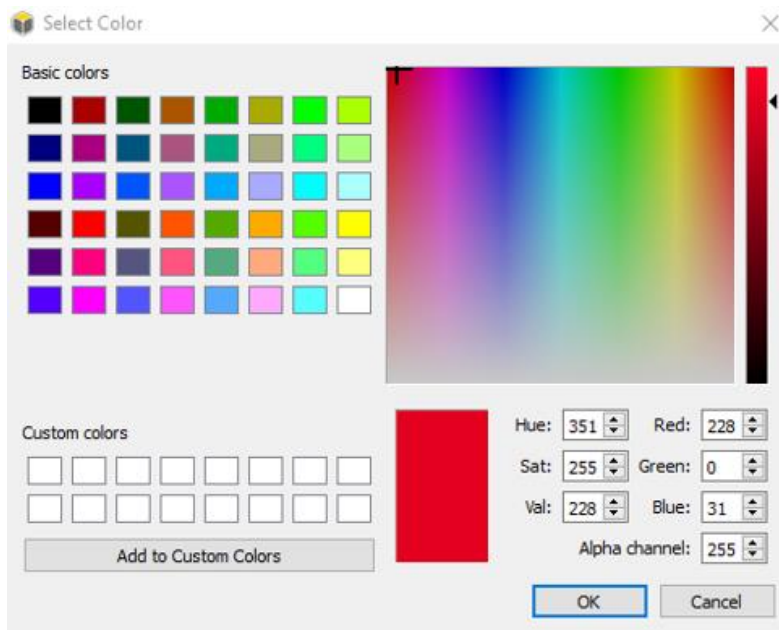 Select Color
Basic colors
Custom colors
Add to Custom Colors
Hue: 351 Red: 228
Sat: 255 Green: 0
Val: 228 Blue: 31
Alpha channel: 255
OK Cancel